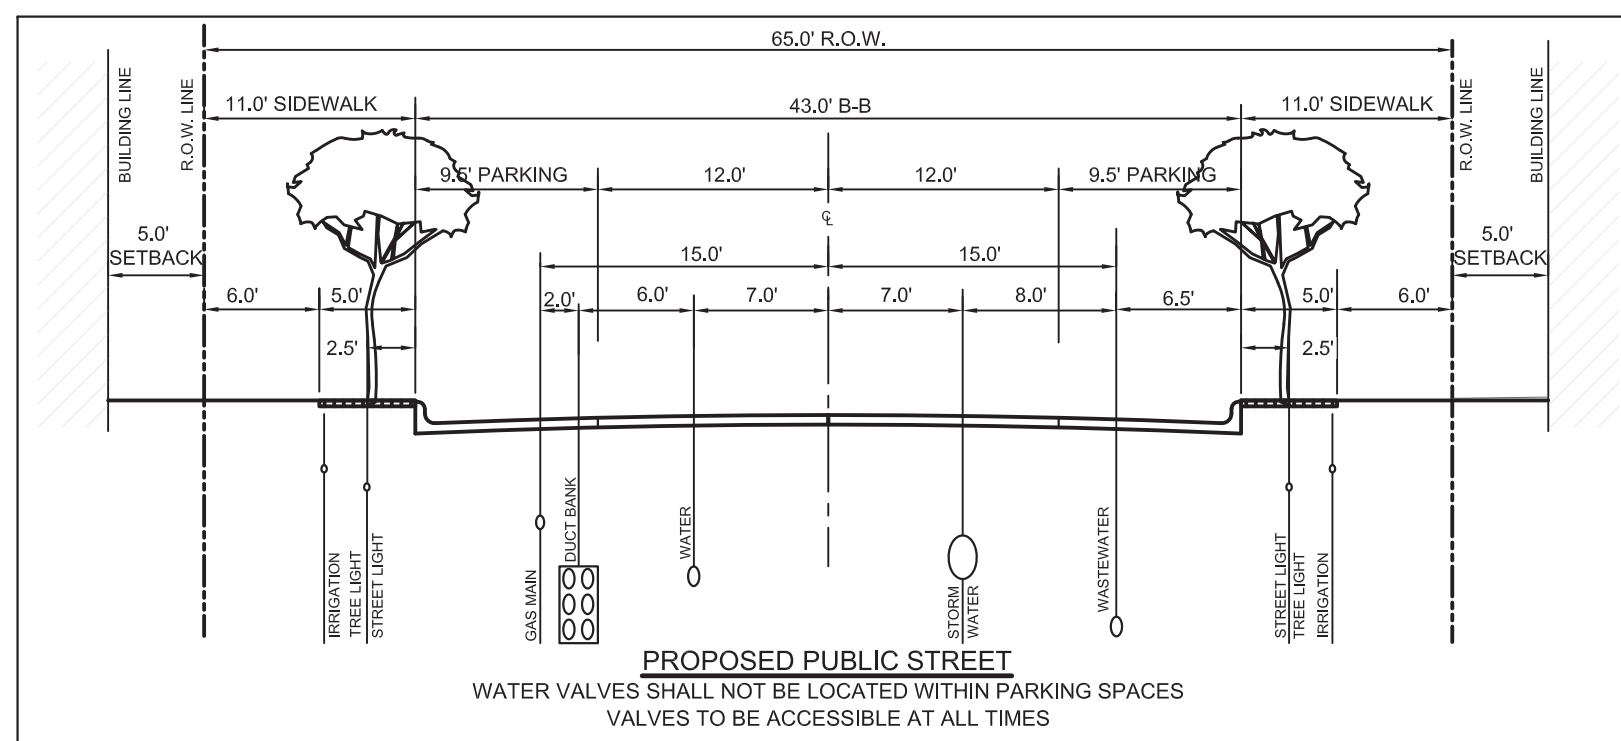 65.0' R.O.W.
BUILDING LINE
R.O.W. LINE
11.0' SIDEWALK
43.0' B-B
11.0' SIDEWALK
R.O.W. LINE
BUILDING LINE
9.5' PARKING
12.0'
12.0'
9.5' PARKING
℄
5.0'
SETBACK
15.0'
15.0'
5.0'
SETBACK
6.0'
5.0'
2.0'
6.0'
7.0'
7.0'
8.0'
6.5'
5.0'
6.0'
2.5'
2.5'
IRRIGATION
TREE LIGHT
STREET LIGHT
GAS MAIN
DUCT BANK
WATER
STORM
WATER
WASTEWATER
STREET LIGHT
TREE LIGHT
IRRIGATION
PROPOSED PUBLIC STREET
WATER VALVES SHALL NOT BE LOCATED WITHIN PARKING SPACES
VALVES TO BE ACCESSIBLE AT ALL TIMES